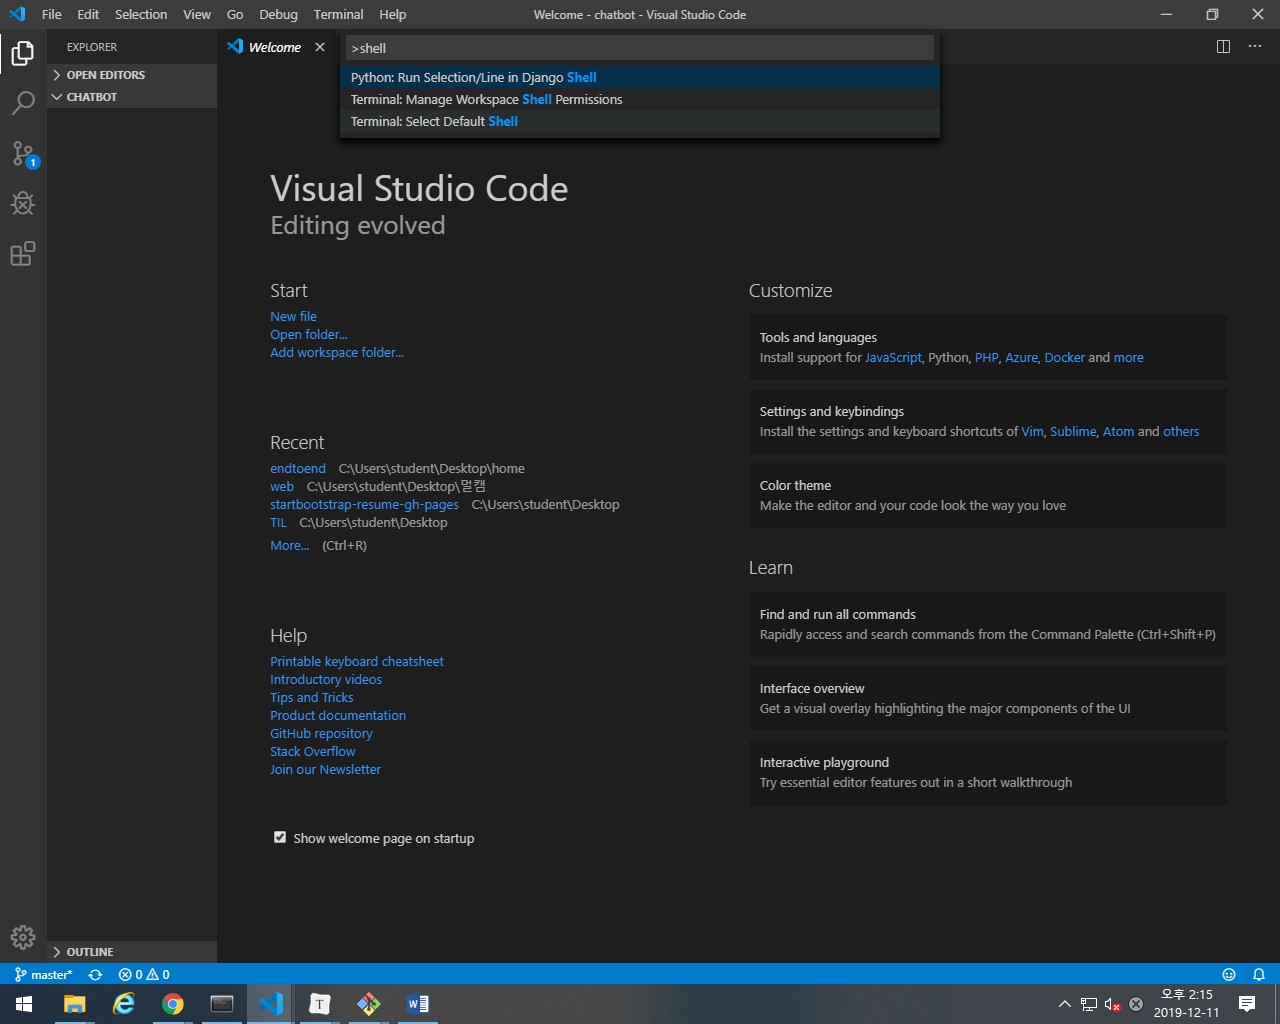 File Edit Selection View Go Debug Terminal Help Welcome - chatbot - Visual Studio Code
EXPLORER
OPEN EDITORS
CHATBOT
1
OUTLINE
Welcome
>shell
Python: Run Selection/Line in Django Shell
Terminal: Manage Workspace Shell Permissions
Terminal: Select Default Shell
Visual Studio Code
Editing evolved
Start
New file
Open folder...
Add workspace folder...
Recent
endtoend C:\Users\student\Desktop\home
web C:\Users\student\Desktop\멀캠
startbootstrap-resume-gh-pages C:\Users\student\Desktop
TIL C:\Users\student\Desktop
More... (Ctrl+R)
Help
Printable keyboard cheatsheet
Introductory videos
Tips and Tricks
Product documentation
GitHub repository
Stack Overflow
Join our Newsletter
Show welcome page on startup
Customize
Tools and languages
Install support for JavaScript, Python, PHP, Azure, Docker and more
Settings and keybindings
Install the settings and keyboard shortcuts of Vim, Sublime, Atom and others
Color theme
Make the editor and your code look the way you love
Learn
Find and run all commands
Rapidly access and search commands from the Command Palette (Ctrl+Shift+P)
Interface overview
Get a visual overlay highlighting the major components of the UI
Interactive playground
Try essential editor features out in a short walkthrough
master* 0 0
T
오후 2:15
2019-12-11